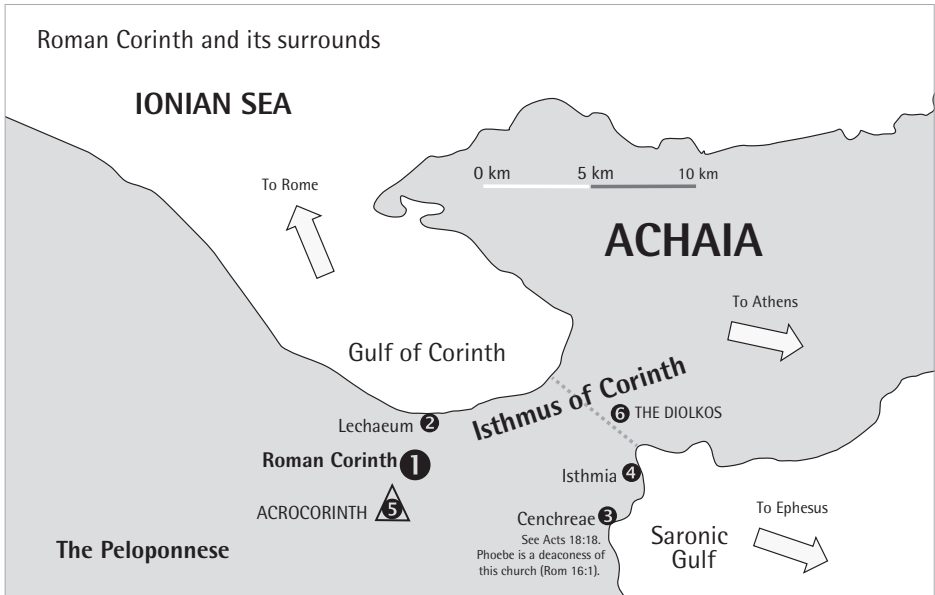 Roman Corinth and its surrounds
IONIAN SEA
To Rome
0 km 5 km 10 km
ACHAIA
To Athens
Gulf of Corinth
Isthmus of Corinth
6 THE DIOLKOS
Lechaeum 2
Roman Corinth 1
Isthmia 4
ACROCORINTH 5
Cenchreae 3
See Acts 18:18.
Phoebe is a deaconess of
this church (Rom 16:1).
To Ephesus
Saronic
Gulf
The Peloponnese